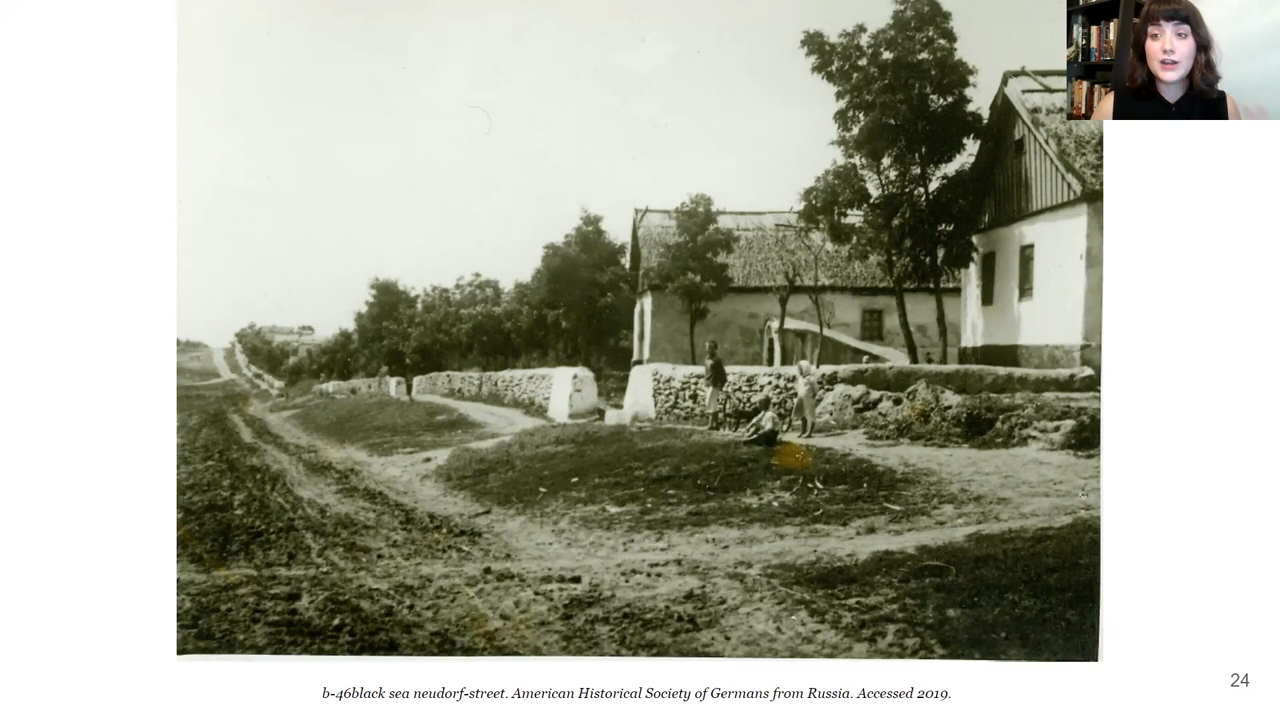 b-46black sea neudorf-street. American Historical Society of Germans from Russia. Accessed 2019.
24